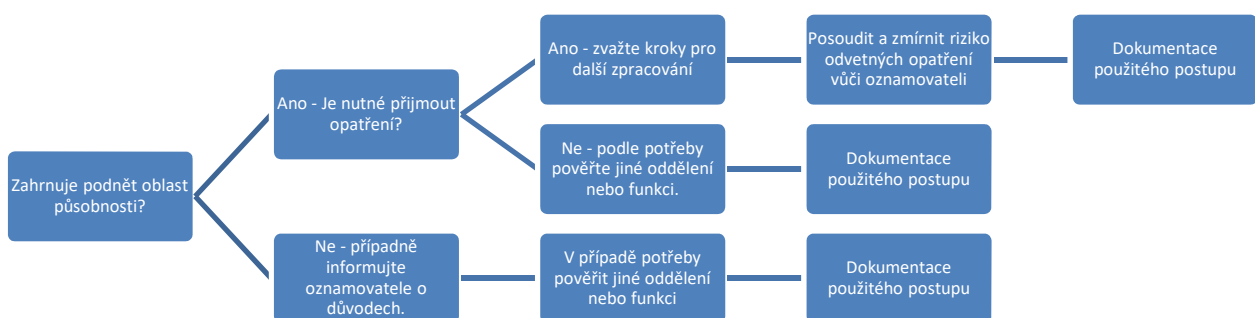 Zahrnuje podnět oblast
působnosti?
Ano - Je nutné přijmout
opatření?
Ano - zvažte kroky pro
další zpracování
Posoudit a zmírnit riziko
odvetných opatření
vůči oznamovateli
Dokumentace
použitého postupu
Ne - podle potřeby
pověřte jiné oddělení
nebo funkci.
Dokumentace
použitého postupu
Ne - případně
informujte
oznamovatele o
důvodech.
V případě potřeby
pověřit jiné oddělení
nebo funkci
Dokumentace
použitého postupu